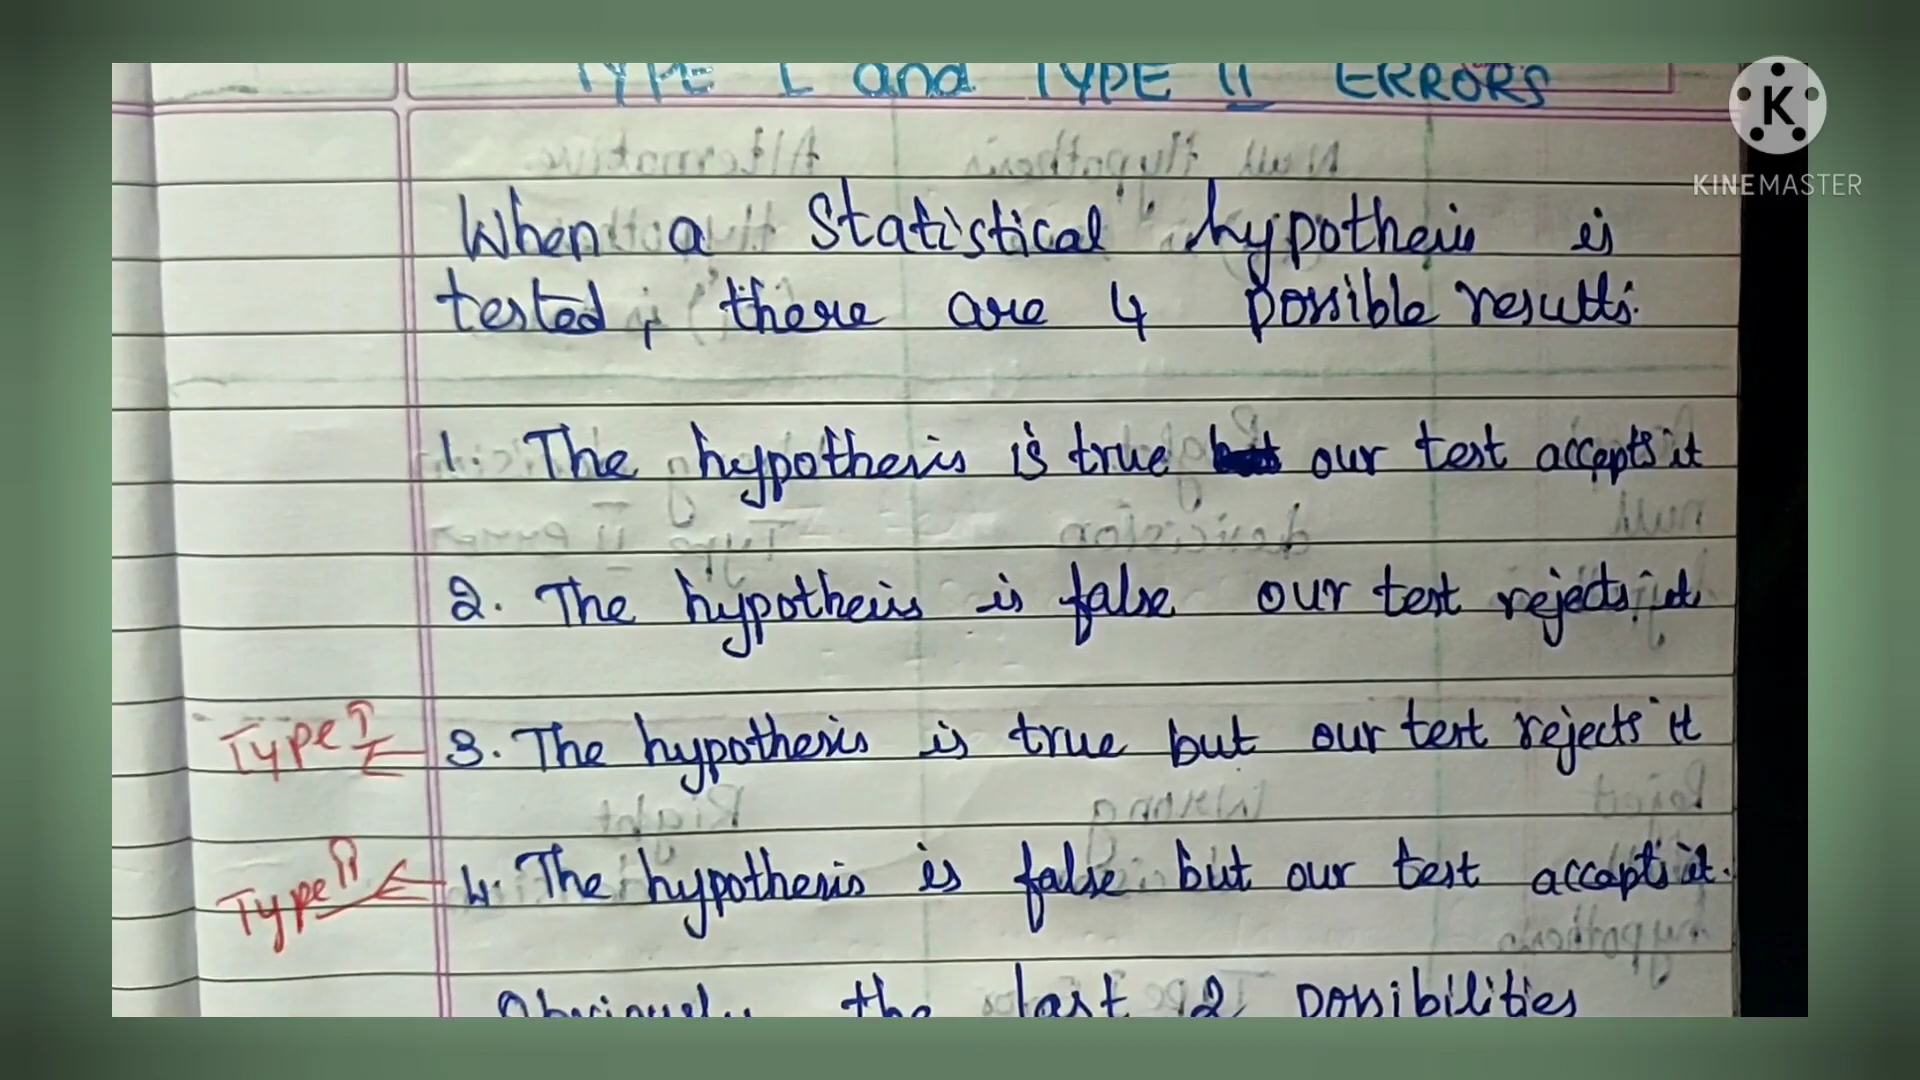 TYPE I and TYPE II ERRORS
When a Statistical hypothesis is
tested, there are 4 possible results.
1. The hypothesis is true our test accepts it
2. The hypothesis is false our test rejects it
Type I 3. The hypothesis is true but our test rejects it
Type II 4. The hypothesis is false but our test accepts it.
Obviously the last 2 possibilities
K
KINEMASTER